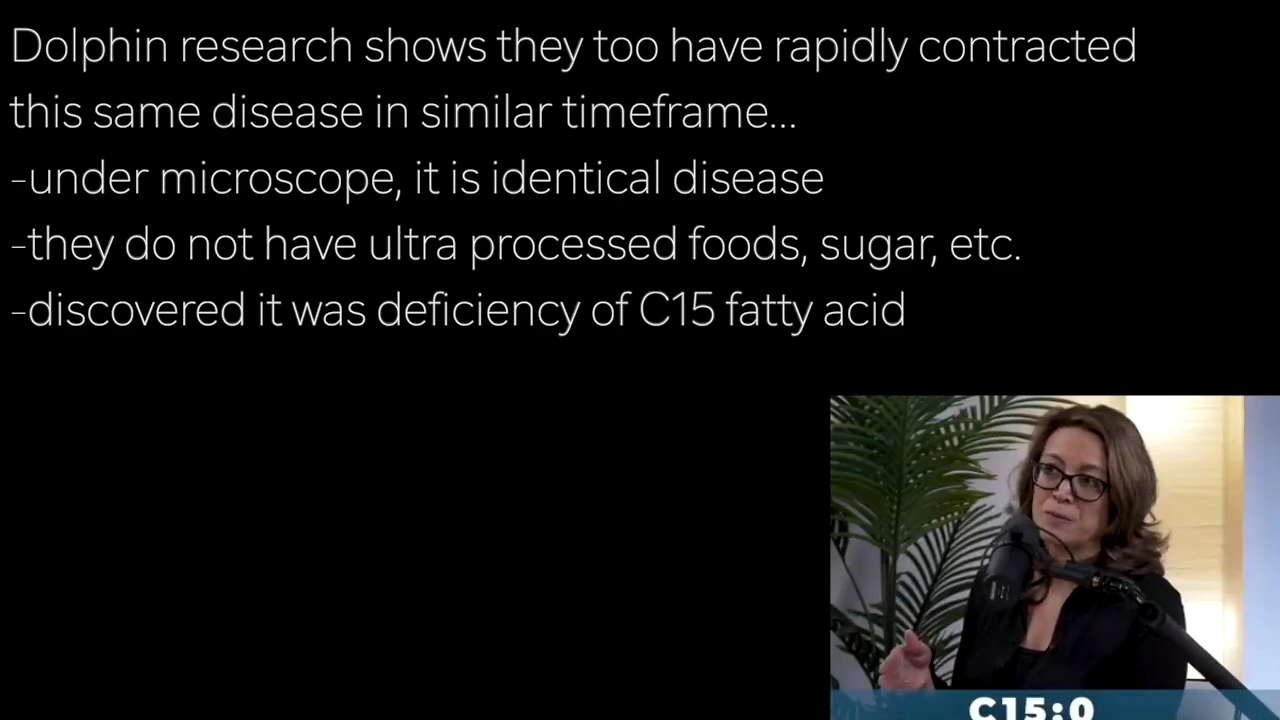 Dolphin research shows they too have rapidly contracted
this same disease in similar timeframe...
-under microscope, it is identical disease
-they do not have ultra processed foods, sugar, etc.
-discovered it was deficiency of C15 fatty acid
C15:0